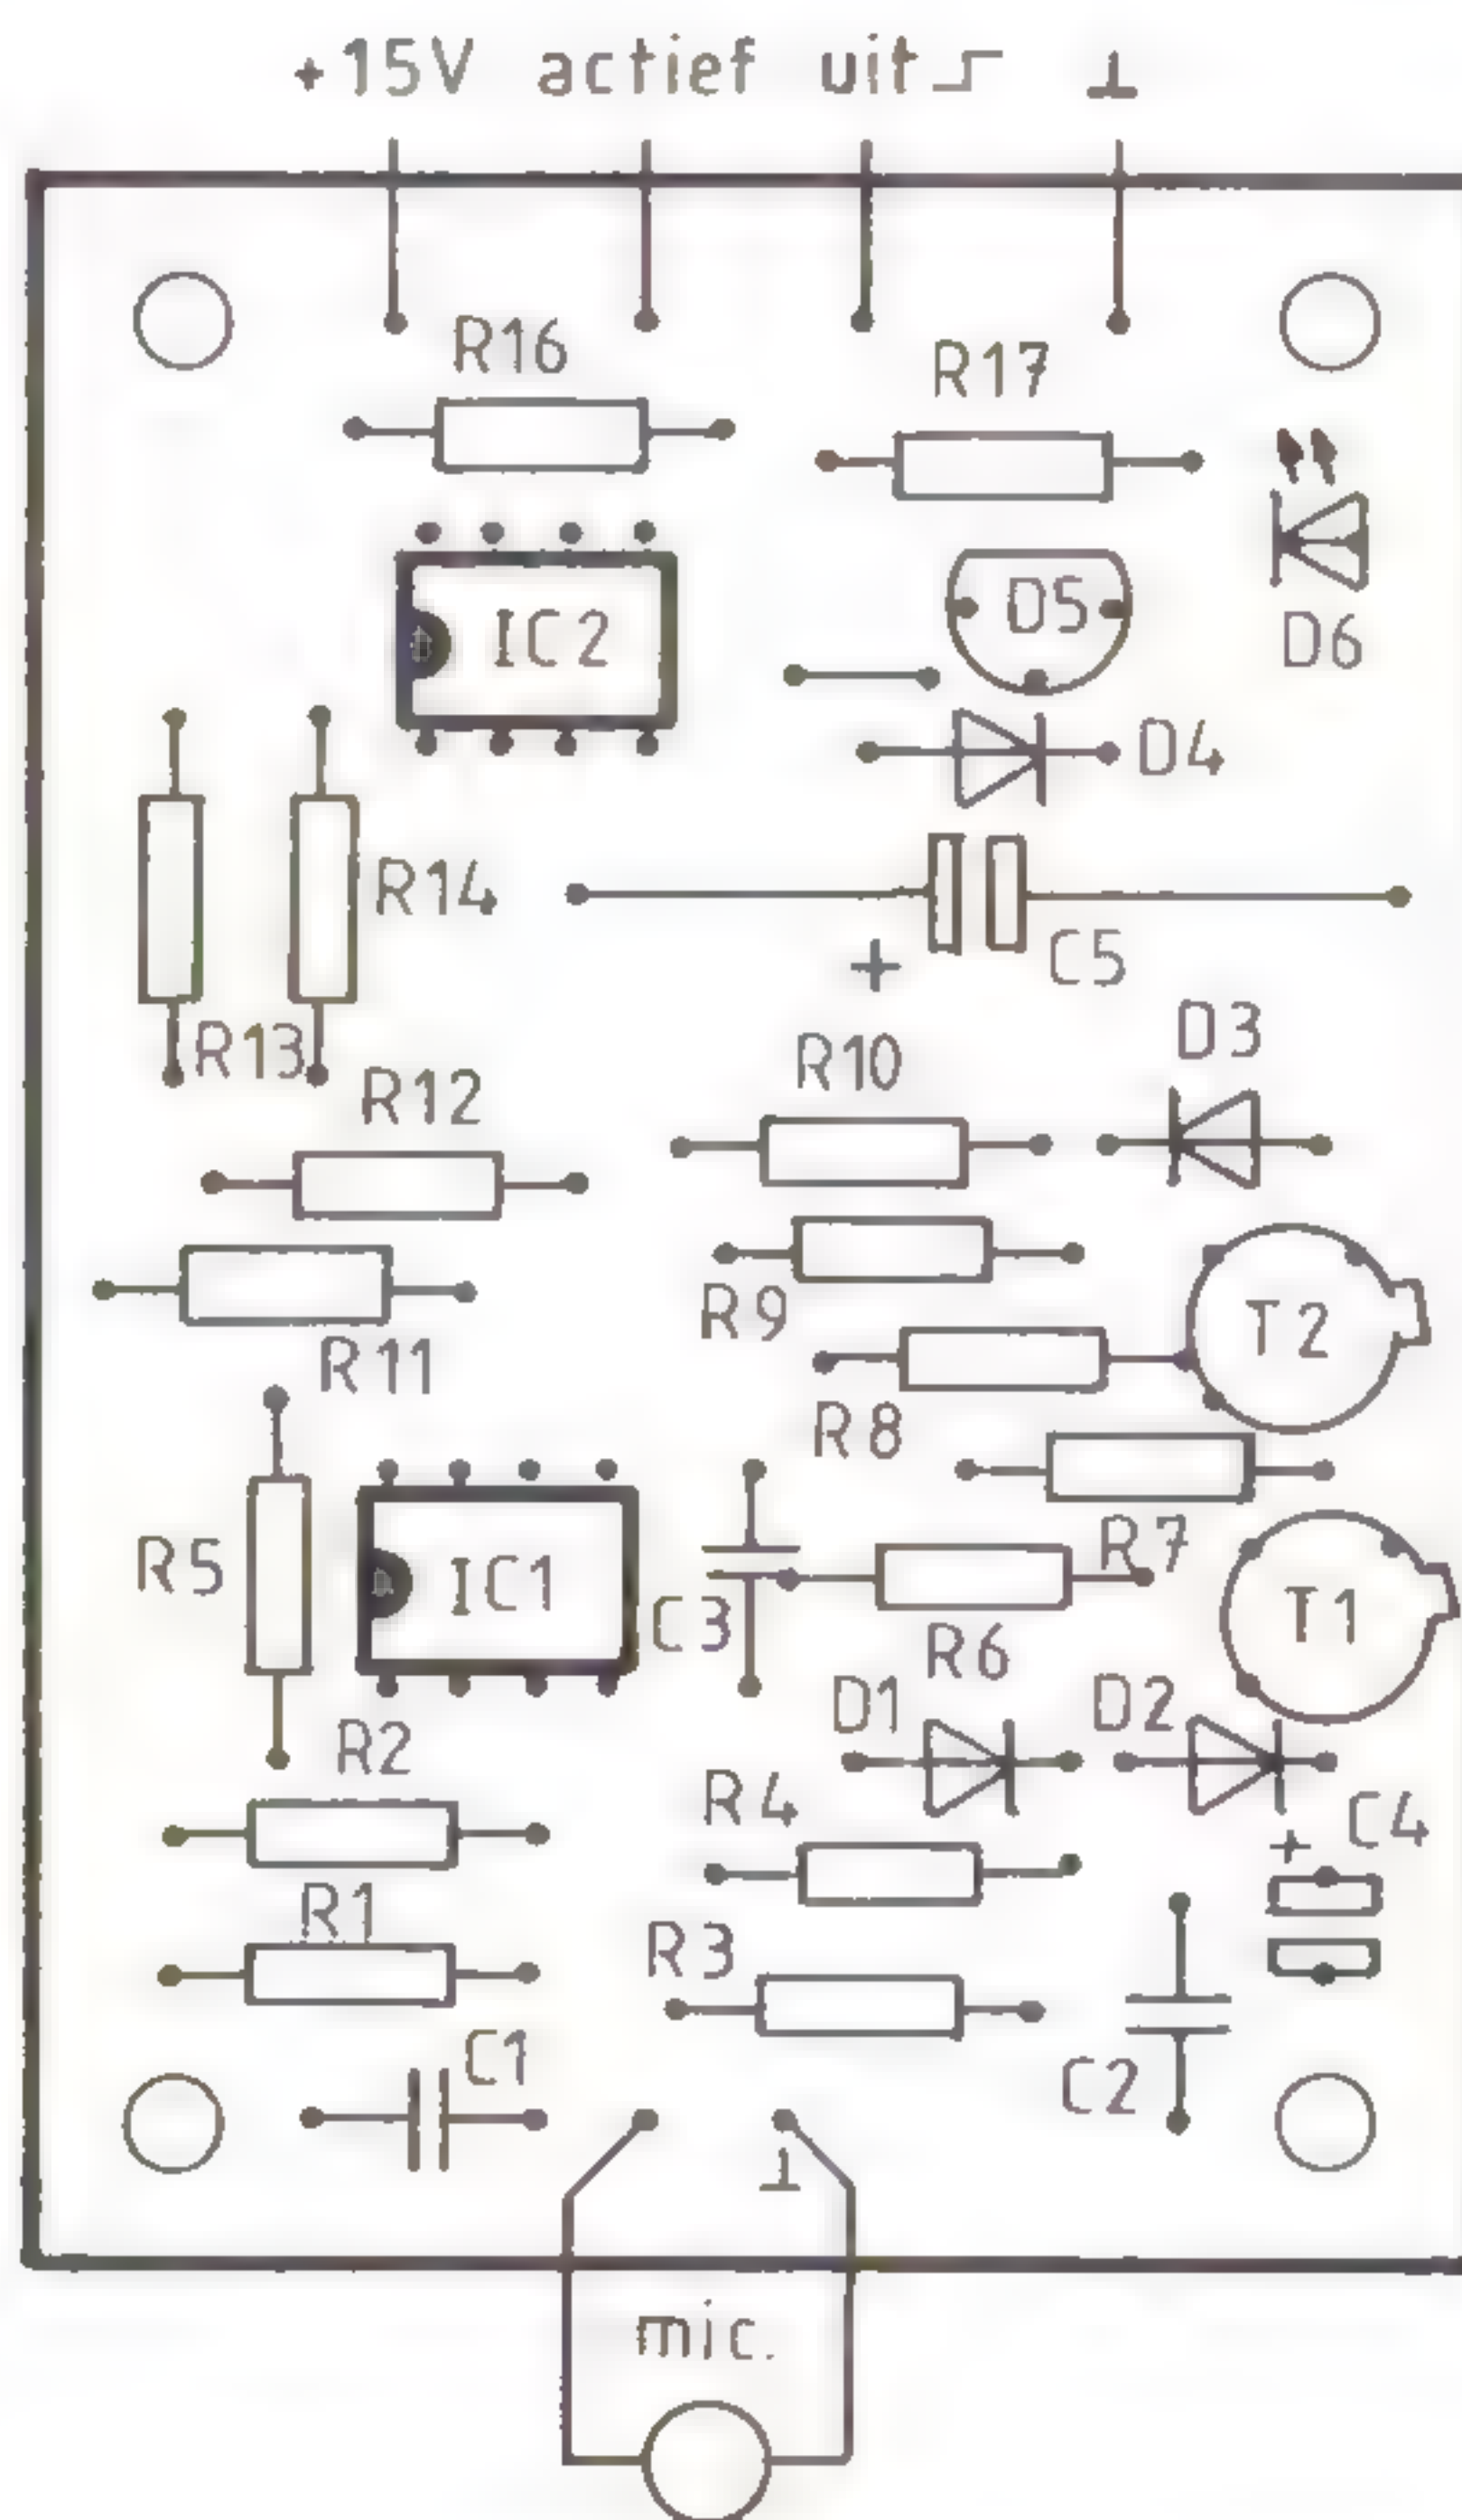 +15V actief uit ⊥
R16
R17
IC2
D5
D6
D4
R14
+
C5
R13
R12
R10
D3
R9
T2
R11
R8
R5
IC1
R7
C3
R6
T1
D1
D2
R2
R4
+
C4
R1
R3
C1
C2
⊥
mic.